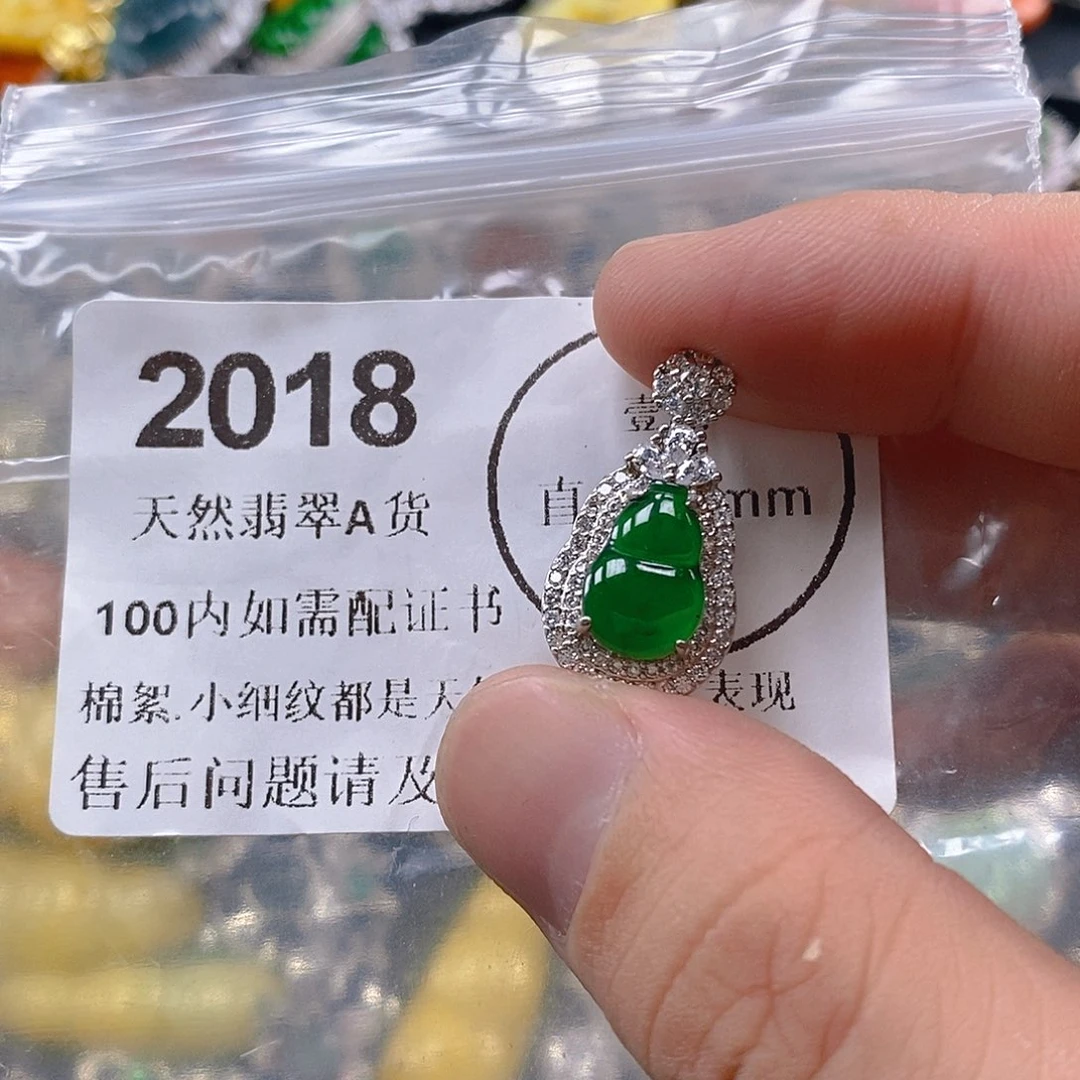 2018
天然翡翠A货
壹
直 mm
100内如需配证书
棉絮.小细纹都是天 表现
售后问题请及